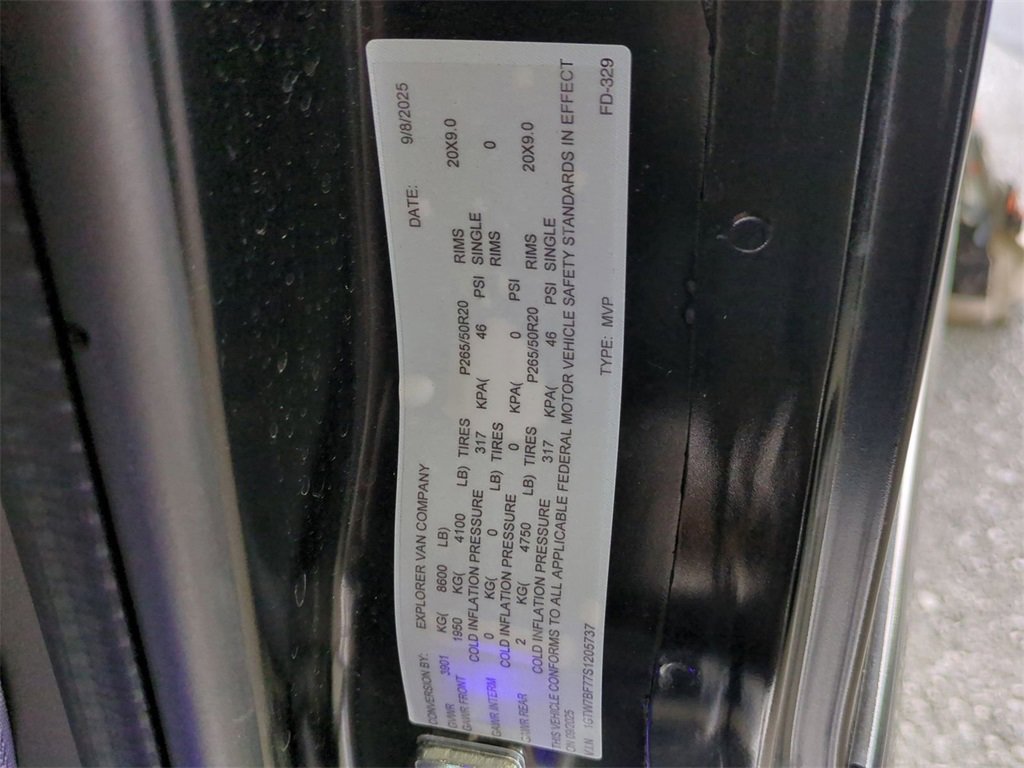 CONVERSION BY: EXPLORER VAN COMPANY DATE: 9/8/2025
GVWR 3901 KG( 8600 LB)
GAWR FRONT 1950 KG( 4100 LB) TIRES P265/50R20 RIMS 20X9.0
COLD INFLATION PRESSURE 317 KPA( 46 PSI SINGLE
GAWR INTERM 0 KG( 0 LB) TIRES RIMS 0
COLD INFLATION PRESSURE 0 KPA( 0 PSI
GAWR REAR 2 KG( 4750 LB) TIRES P265/50R20 RIMS 20X9.0
COLD INFLATION PRESSURE 317 KPA( 46 PSI SINGLE
THIS VEHICLE CONFORMS TO ALL APPLICABLE FEDERAL MOTOR VEHICLE SAFETY STANDARDS IN EFFECT
ON 09/2025
V.I.N. 1GTW7BF77S1205737 TYPE: MVP FD-329